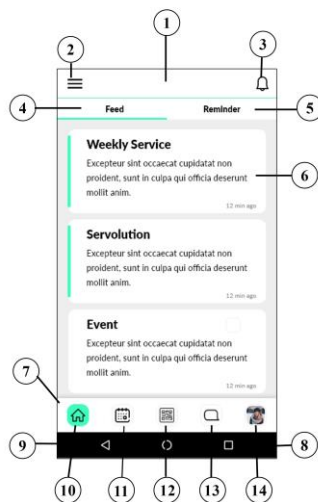 1
2
3
4
Feed
Reminder
5
Weekly Service
Excepteur sint occaecat cupidatat non
proident, sunt in culpa qui officia deserunt
mollit anim.
12 min ago
6
Servolution
Excepteur sint occaecat cupidatat non
proident, sunt in culpa qui officia deserunt
mollit anim.
12 min ago
Event
Excepteur sint occaecat cupidatat non
proident, sunt in culpa qui officia deserunt
mollit anim.
12 min ago
7
9
8
10
11
12
13
14